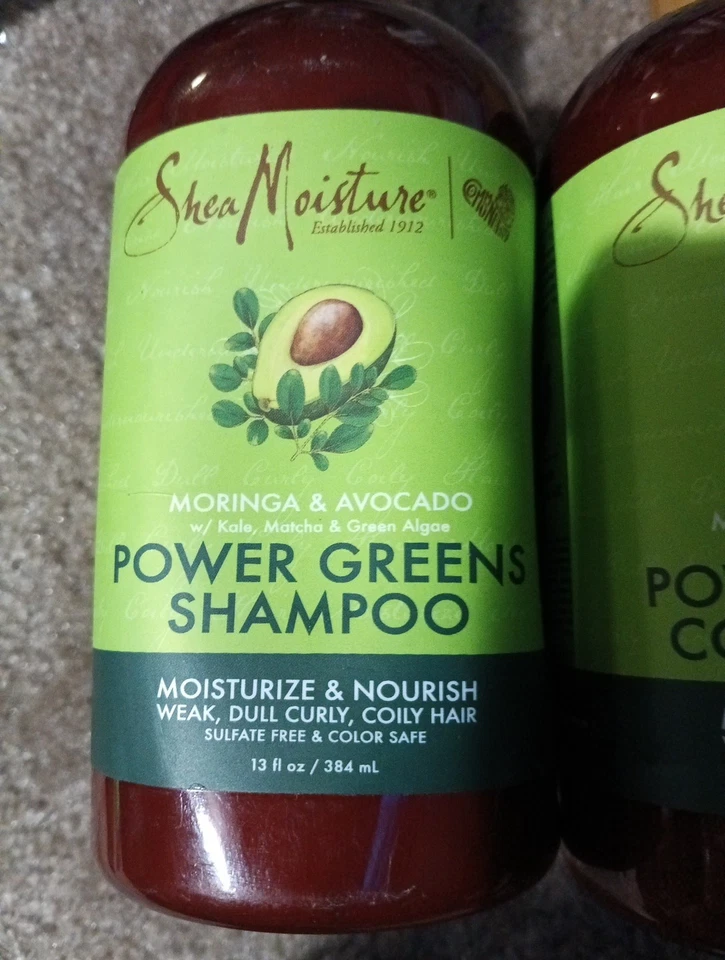 SheaMoisture®
Established 1912
MORINGA & AVOCADO
w/ Kale, Matcha & Green Algae
POWER GREENS
SHAMPOO
MOISTURIZE & NOURISH
WEAK, DULL CURLY, COILY HAIR
SULFATE FREE & COLOR SAFE
13 fl oz / 384 mL
She
PO
CO